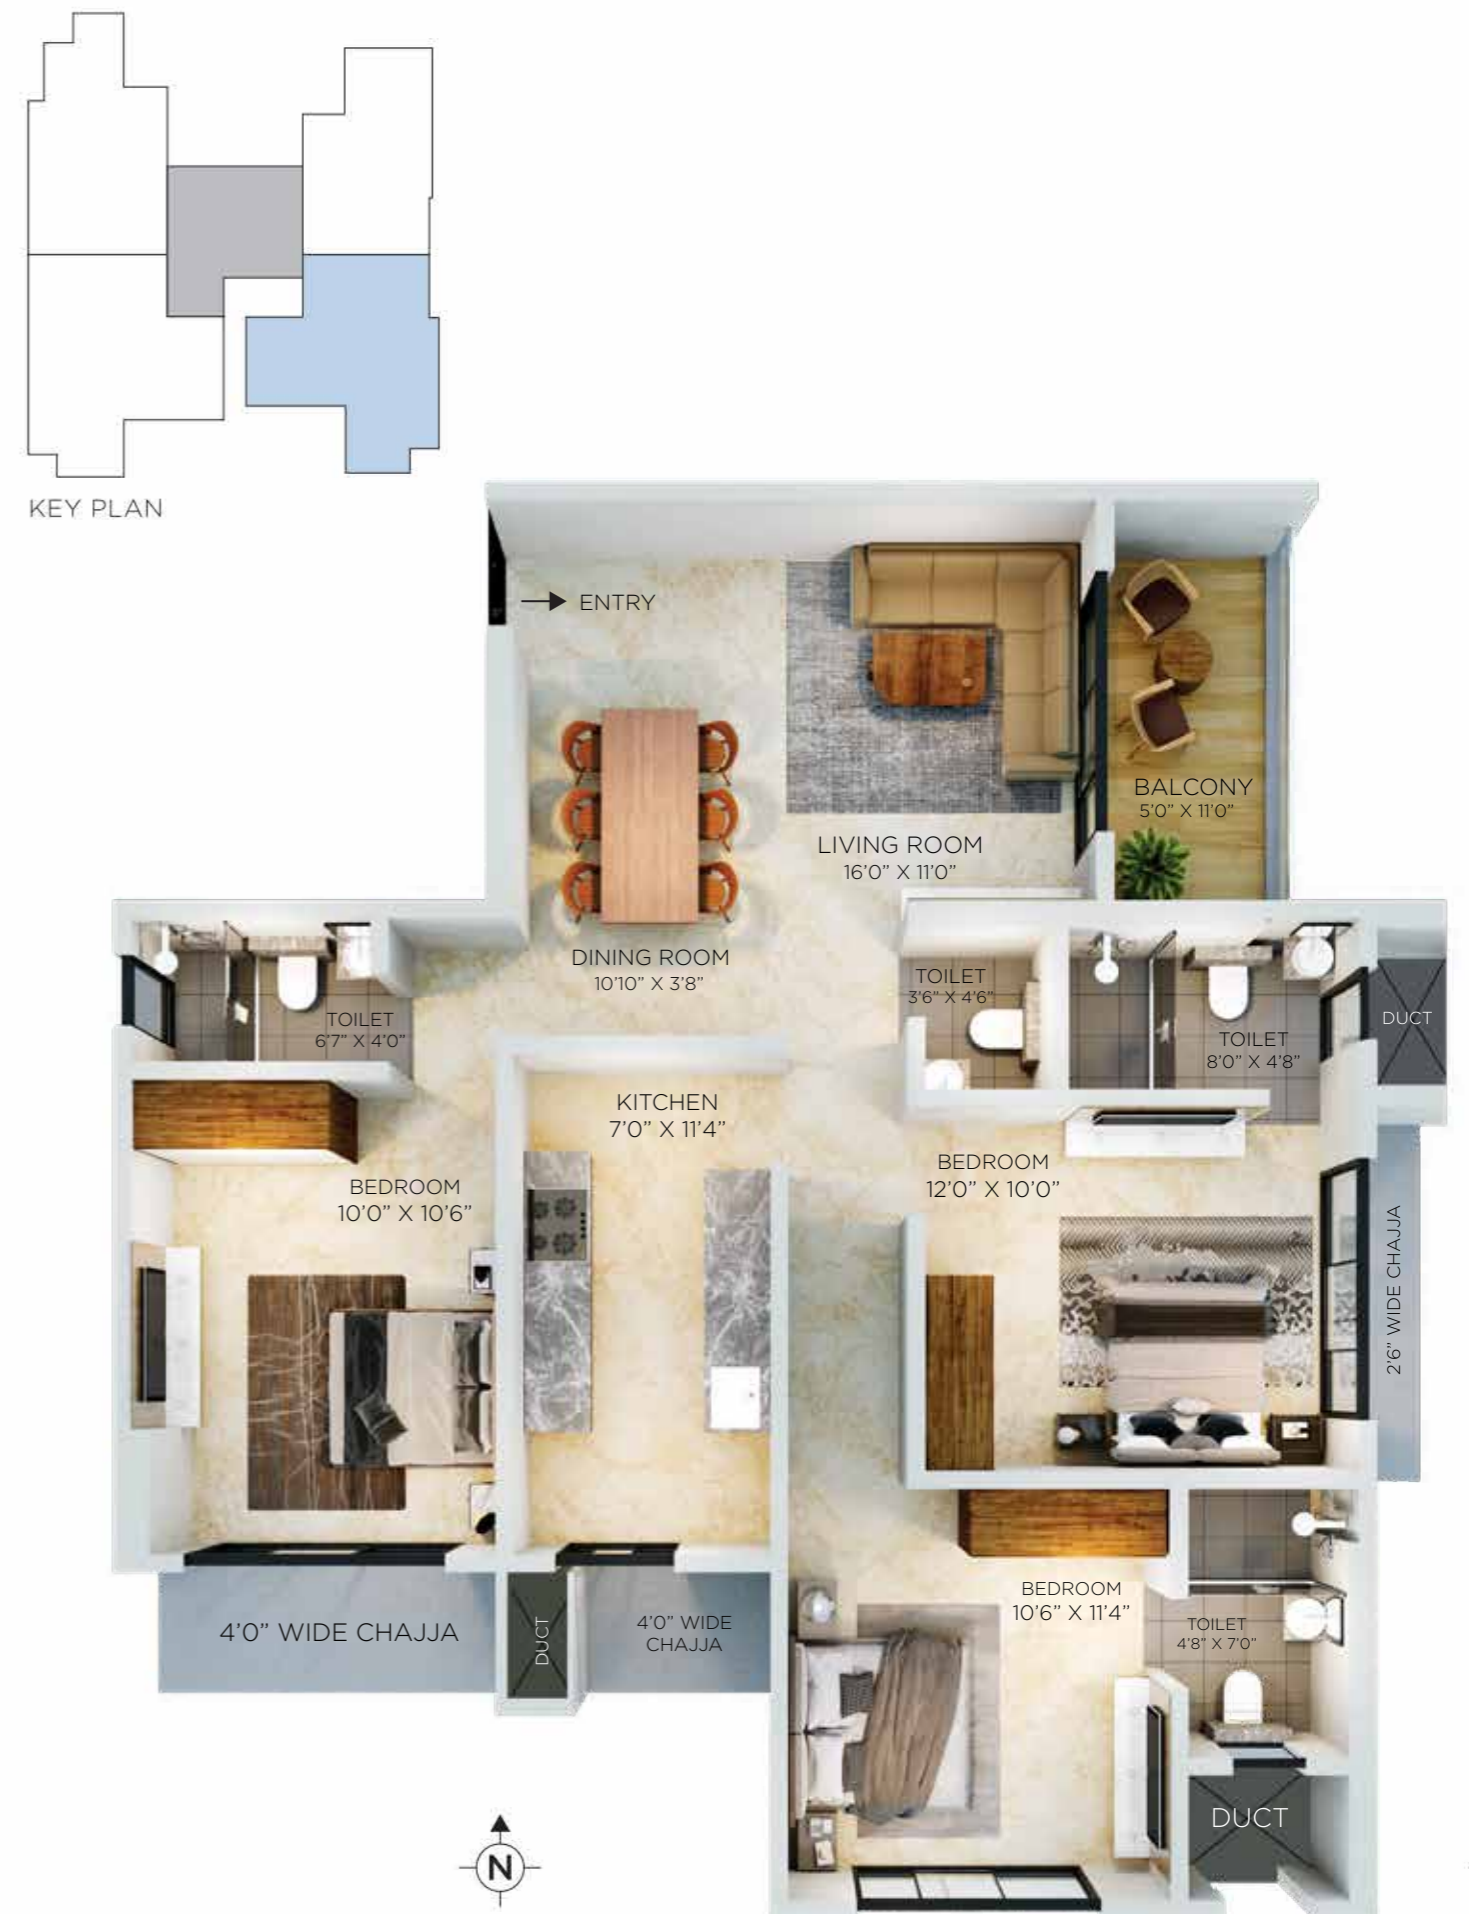 KEY PLAN
ENTRY
BALCONY
5'0" X 11'0"
LIVING ROOM
16'0" X 11'0"
DINING ROOM
10'10" X 3'8"
TOILET
3'6" X 4'6"
TOILET
6'7" X 4'0"
TOILET
8'0" X 4'8"
DUCT
KITCHEN
7'0" X 11'4"
BEDROOM
10'0" X 10'6"
BEDROOM
12'0" X 10'0"
2'6" WIDE CHAJJA
BEDROOM
10'6" X 11'4"
TOILET
4'8" X 7'0"
4'0" WIDE CHAJJA
DUCT
4'0" WIDE
CHAJJA
DUCT
N